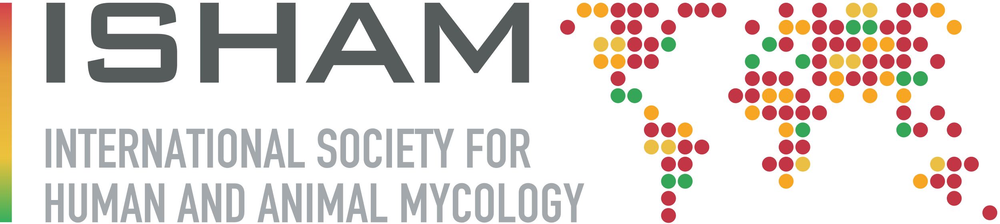 ISHAM
INTERNATIONAL SOCIETY FOR
HUMAN AND ANIMAL MYCOLOGY